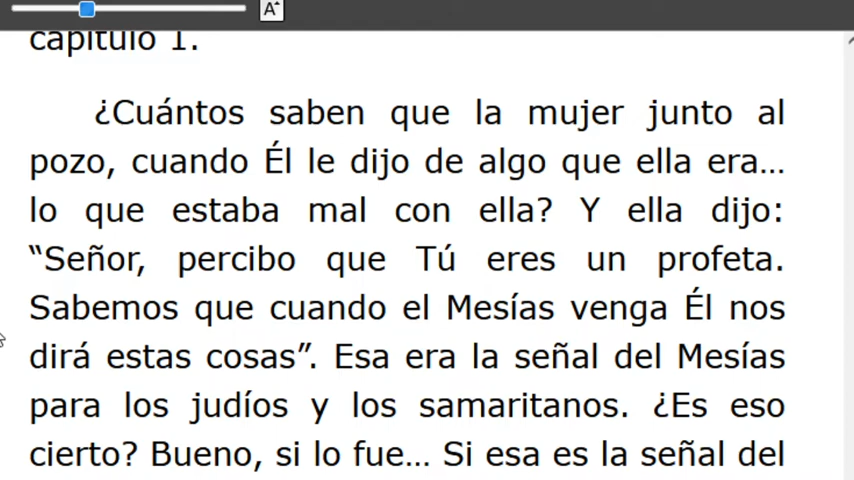 A
capítulo 1.
¿Cuántos saben que la mujer junto al
pozo, cuando Él le dijo de algo que ella era…
lo que estaba mal con ella? Y ella dijo:
“Señor, percibo que Tú eres un profeta.
Sabemos que cuando el Mesías venga Él nos
dirá estas cosas”. Esa era la señal del Mesías
para los judíos y los samaritanos. ¿Es eso
cierto? Bueno, si lo fue… Si esa es la señal del